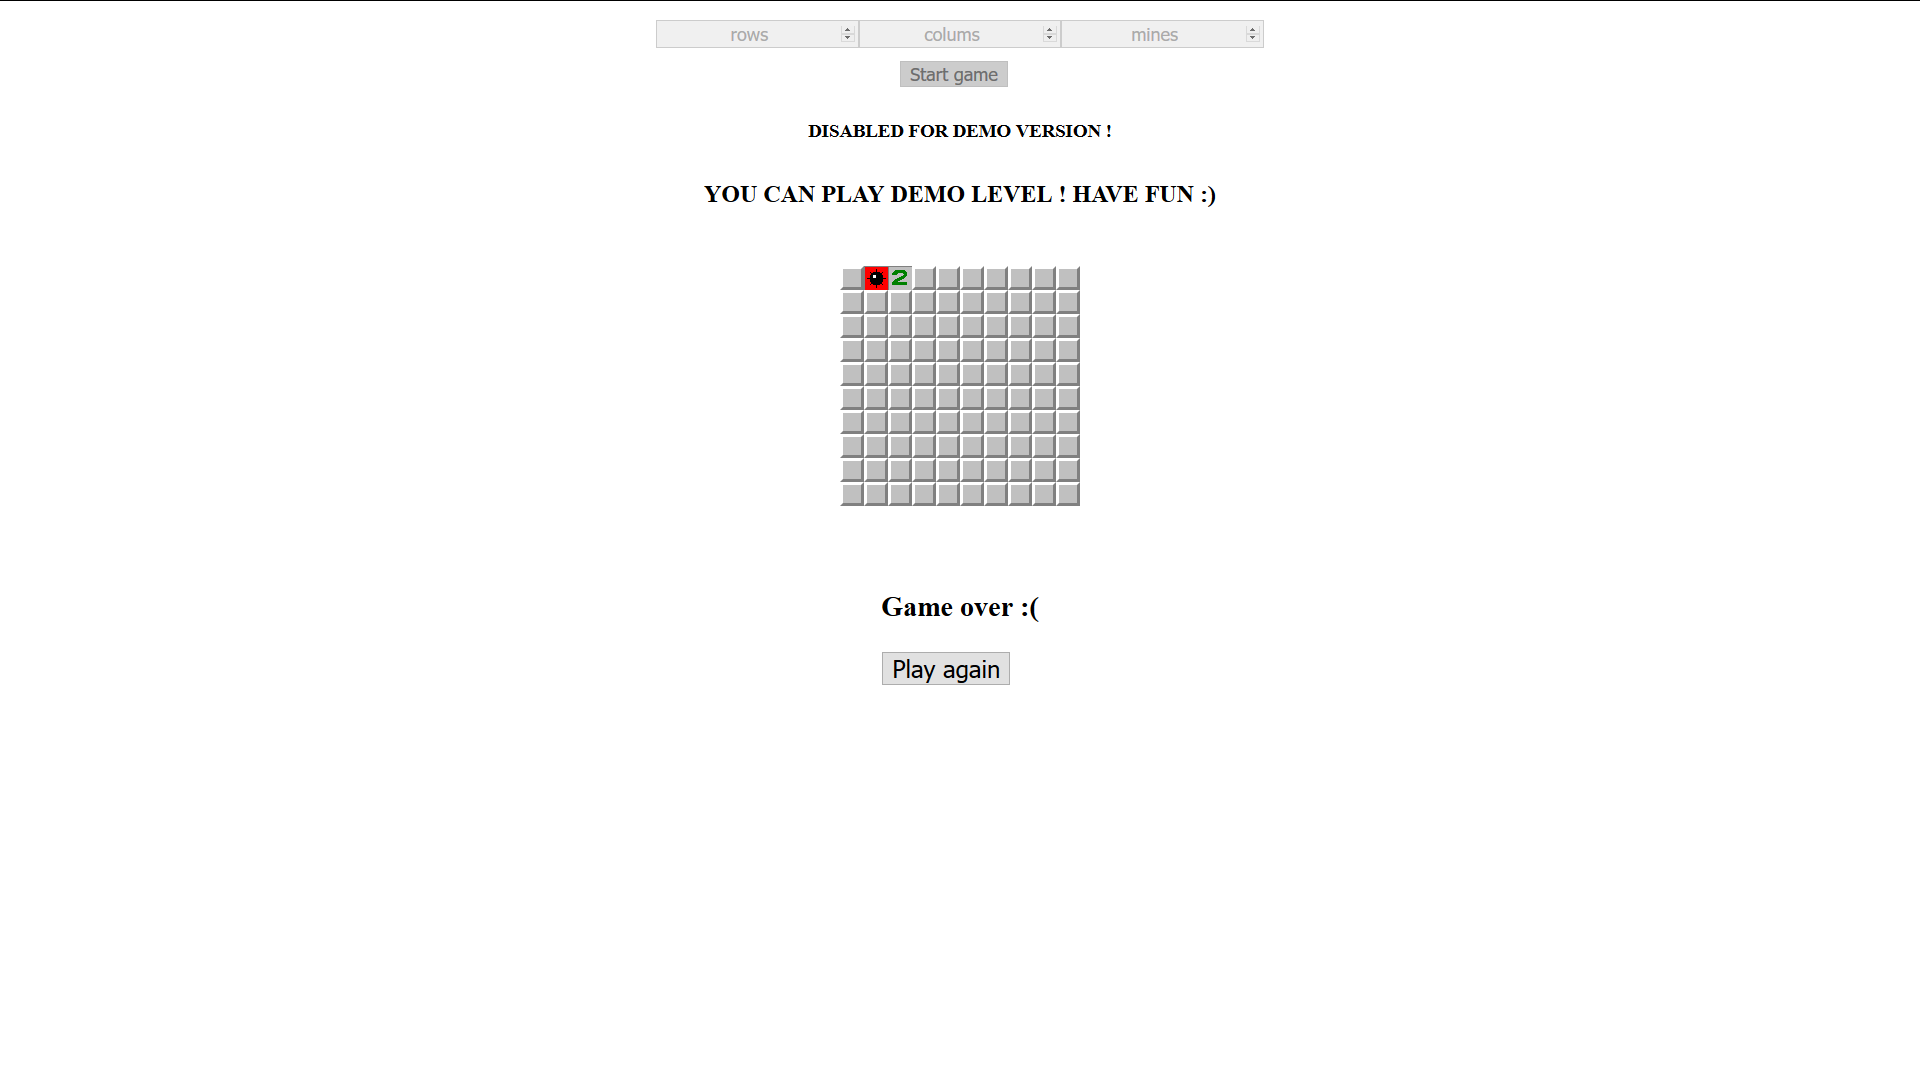 rows colums mines
Start game
DISABLED FOR DEMO VERSION !
YOU CAN PLAY DEMO LEVEL ! HAVE FUN :)
2
Game over :(
Play again